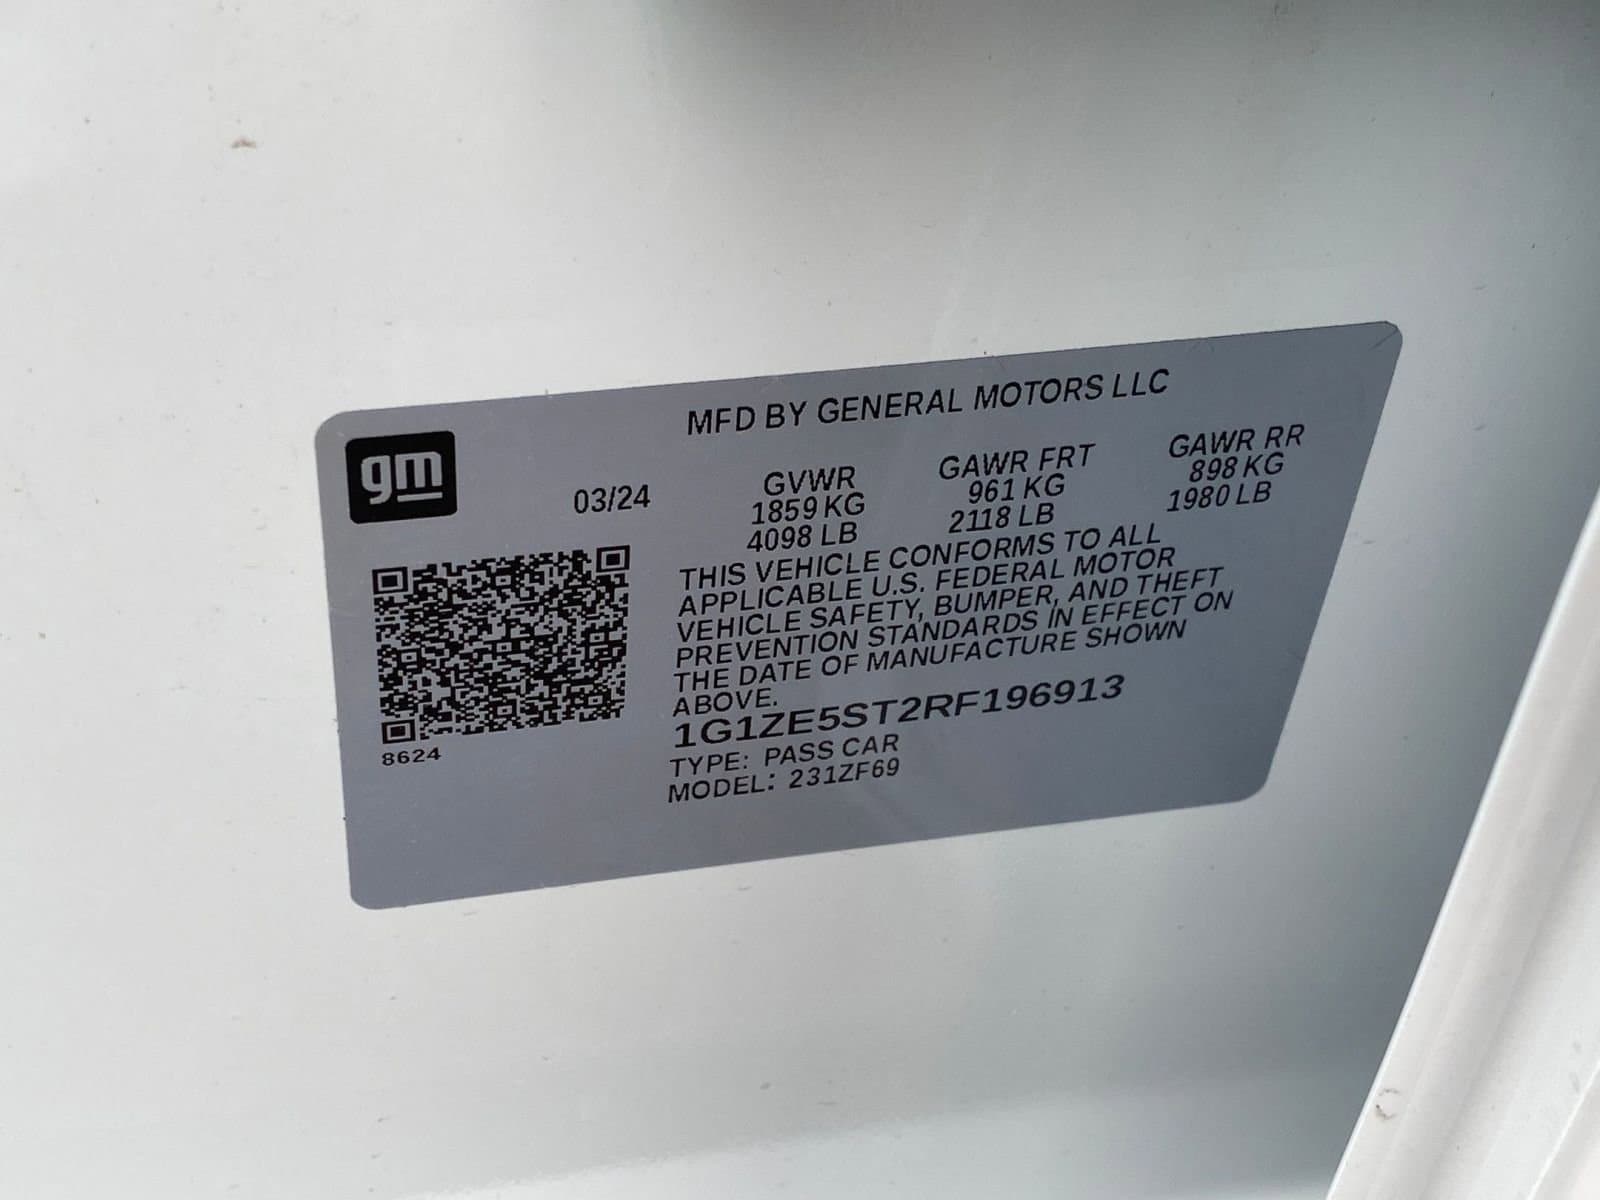 MFD BY GENERAL MOTORS LLC
gm
03/24
GVWR
1859 KG
4098 LB
GAWR FRT
961 KG
2118 LB
GAWR RR
898 KG
1980 LB
THIS VEHICLE CONFORMS TO ALL
APPLICABLE U.S. FEDERAL MOTOR
VEHICLE SAFETY, BUMPER, AND THEFT
PREVENTION STANDARDS IN EFFECT ON
THE DATE OF MANUFACTURE SHOWN
ABOVE.
1G1ZE5ST2RF196913
TYPE: PASS CAR
MODEL: 231ZF69
8624